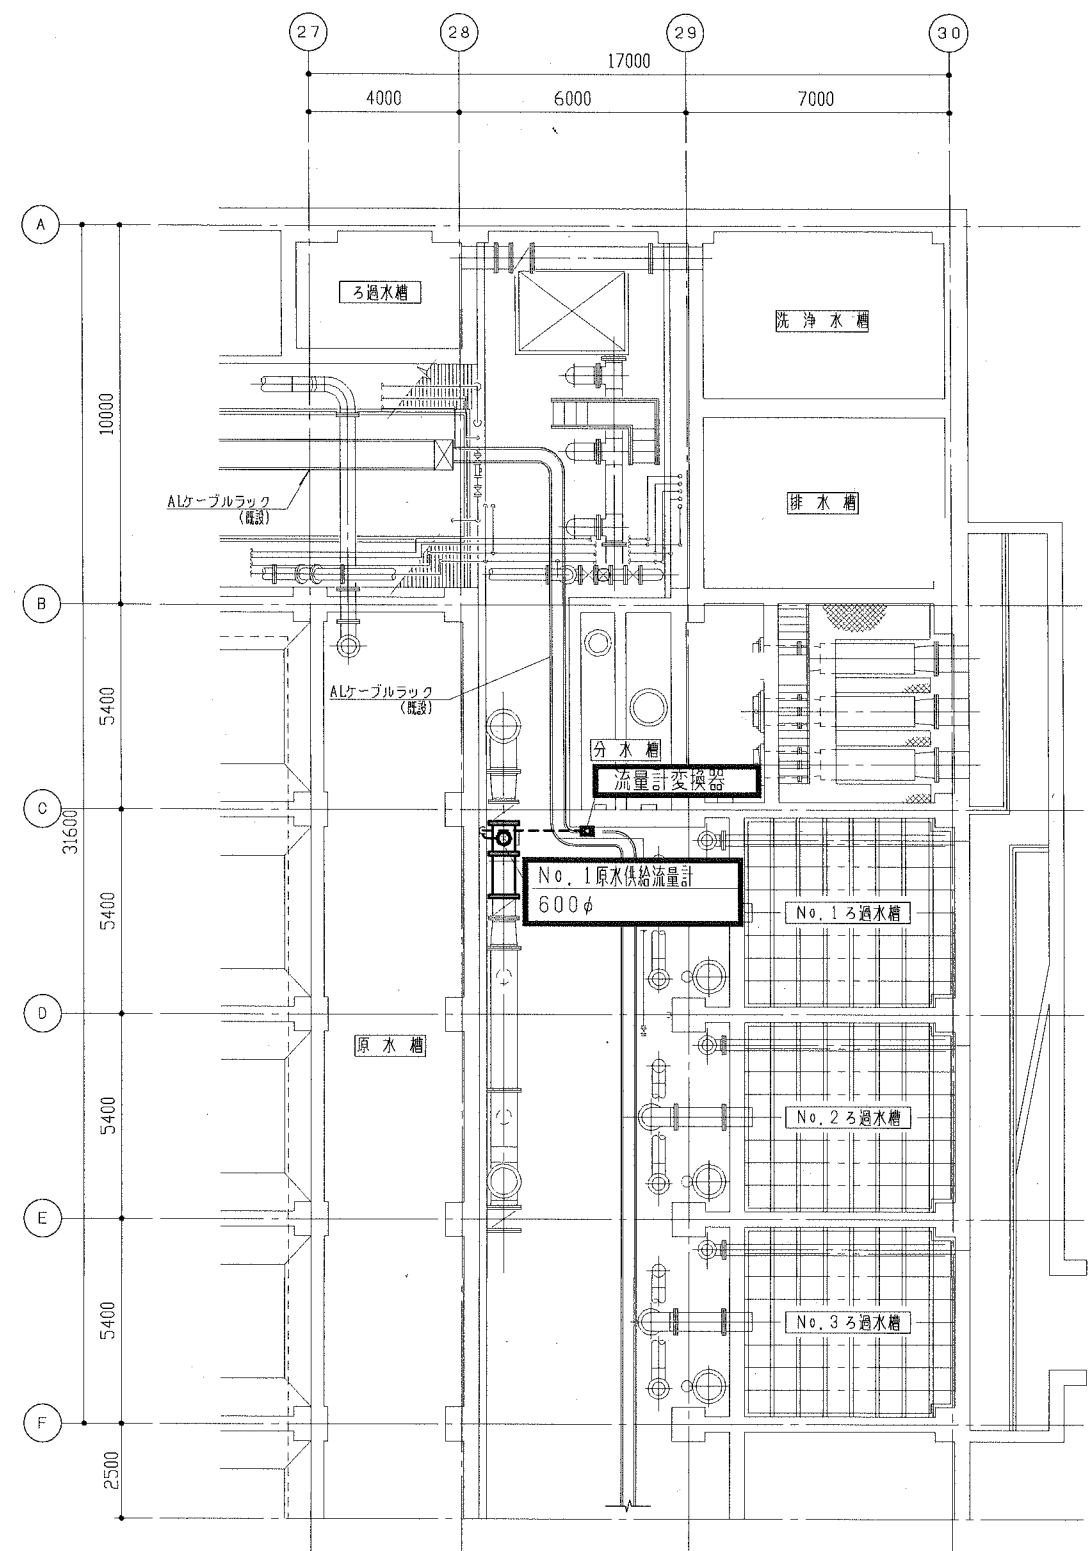 27
28
29
30
17000
4000
6000
7000
A
ろ過水槽
洗浄水槽
10000
ALケーブルラック
(既設)
排水槽
B
5400
ALケーブルラック
(既設)
分水槽
流量計変換器
C
31600
No.1原水供給流量計
600φ
5400
No.1ろ過水槽
D
原水槽
5400
No.2ろ過水槽
E
5400
No.3ろ過水槽
F
2500